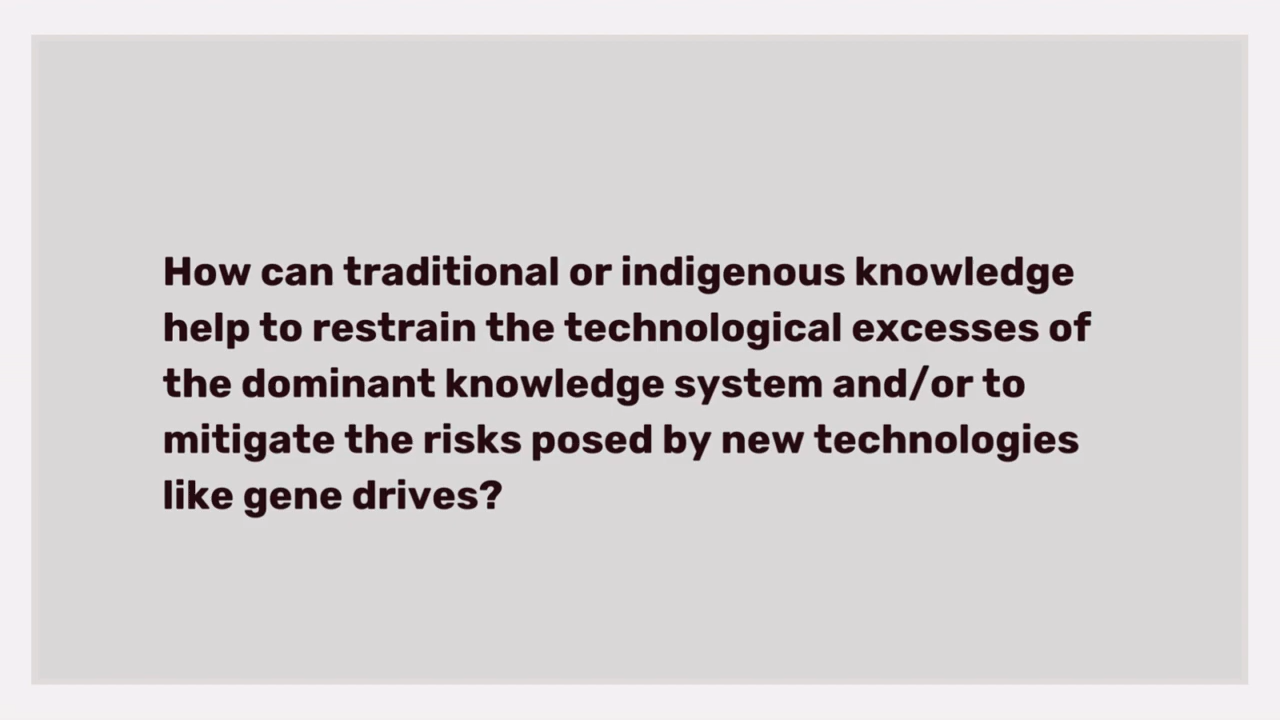 How can traditional or indigenous knowledge
help to restrain the technological excesses of
the dominant knowledge system and/or to
mitigate the risks posed by new technologies
like gene drives?